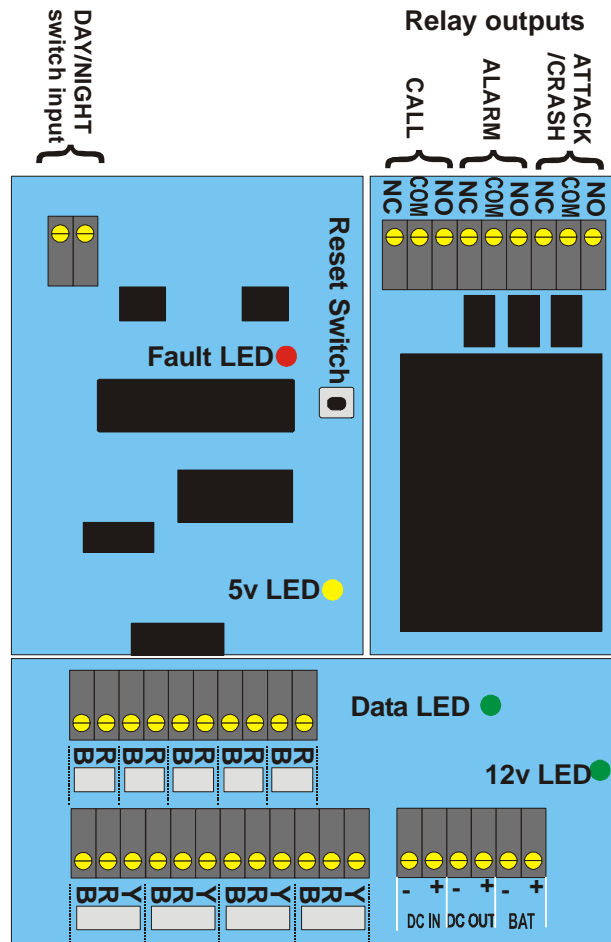 DAY/NIGHT
switch input
Relay outputs
CALL
ALARM
ATTACK
/CRASH
NC COM NO NC COM NO NC COM NO
Reset Switch
Fault LED
5v LED
Data LED
12v LED
B R B R B R B R B R
B R Y B R Y B R Y B R Y
- + - + - +
DC IN DC OUT BAT